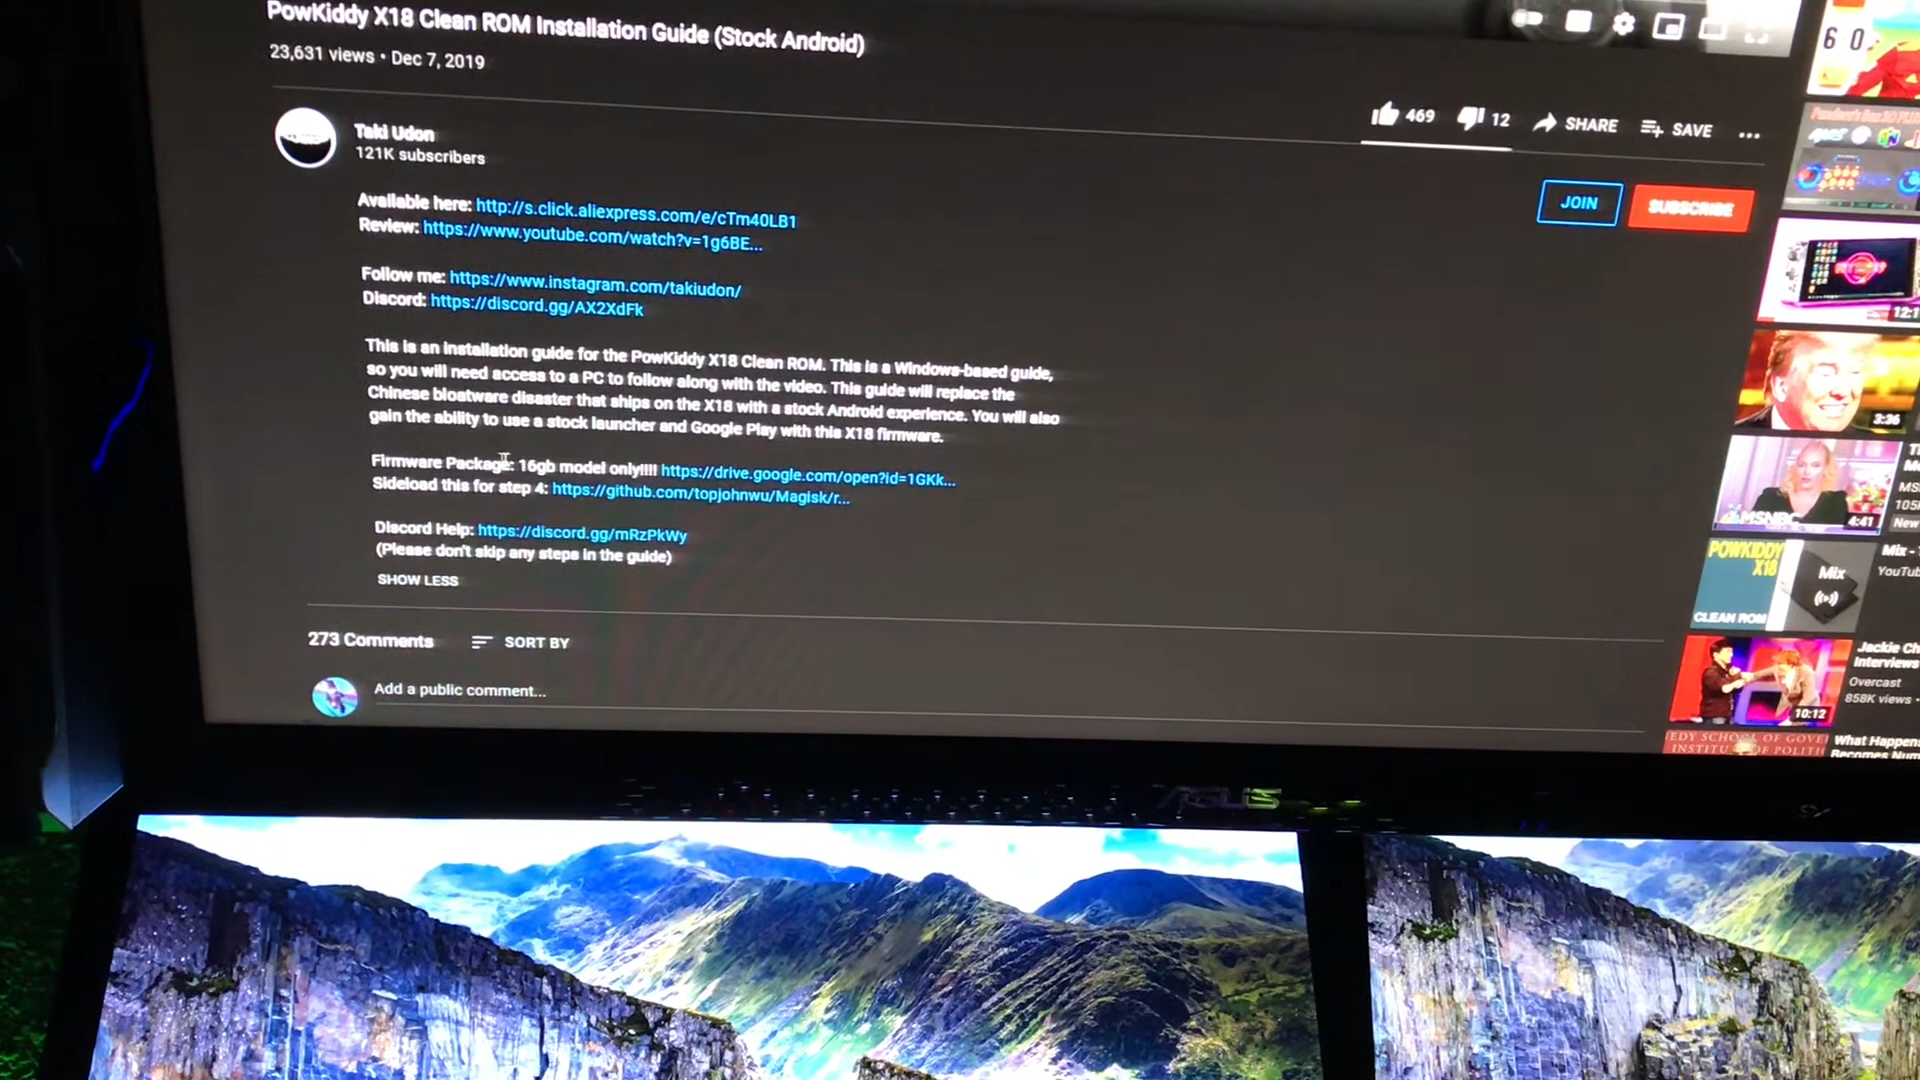 PowKiddy X18 Clean ROM Installation Guide (Stock Android)
23,631 views • Dec 7, 2019
469 12 SHARE SAVE
Taki Udon
121K subscribers
JOIN SUBSCRIBE
Available here: http://s.click.aliexpress.com/e/cTm40LB1
Review: https://www.youtube.com/watch?v=1g6BE...
Follow me: https://www.instagram.com/takiudon/
Discord: https://discord.gg/AX2XdFk
This is an installation guide for the PowKiddy X18 Clean ROM. This is a Windows-based guide,
so you will need access to a PC to follow along with the video. This guide will replace the
Chinese bloatware disaster that ships on the X18 with a stock Android experience. You will also
gain the ability to use a stock launcher and Google Play with this X18 firmware.
Firmware Package: 16gb model only!!!! https://drive.google.com/open?id=1GKk...
Sideload this for step 4: https://github.com/topjohnwu/Magisk/r...
Discord Help: https://discord.gg/mRzPkWy
(Please don't skip any steps in the guide)
SHOW LESS
273 Comments SORT BY
Add a public comment...
60
12:1
3:36
MSNBC
4:41
MS
105
New
POWKIDDY
X18
CLEAN ROM
Mix
Mix -
YouTub
Jackie Ch
Interviews
Overcast
858K views •
10:12
EDY SCHOOL OF GOVE
INSTITU OF POLITI
What Happen
Becomes Num
ASUS